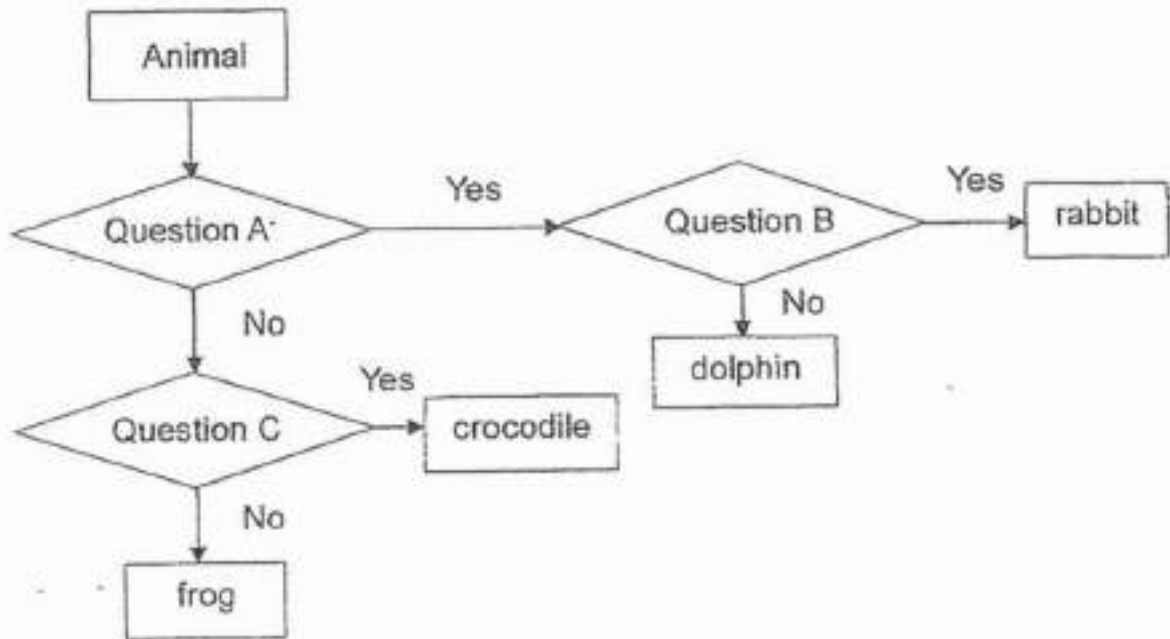 Animal
Question A
Yes
Question B
Yes
rabbit
No
No
dolphin
Question C
Yes
crocodile
No
frog